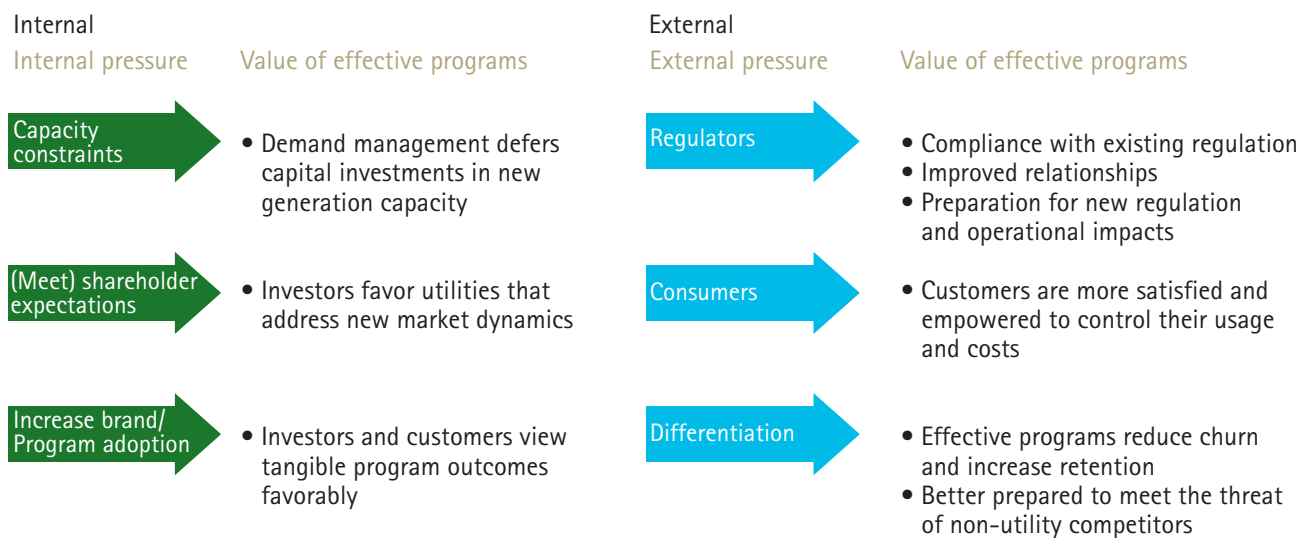 Internal
Internal pressure
Value of effective programs
Capacity
constraints
• Demand management defers
capital investments in new
generation capacity
(Meet) shareholder
expectations
• Investors favor utilities that
address new market dynamics
Increase brand/
Program adoption
• Investors and customers view
tangible program outcomes
favorably
External
External pressure
Value of effective programs
Regulators
• Compliance with existing regulation
• Improved relationships
• Preparation for new regulation
and operational impacts
Consumers
• Customers are more satisfied and
empowered to control their usage
and costs
Differentiation
• Effective programs reduce churn
and increase retention
• Better prepared to meet the threat
of non-utility competitors